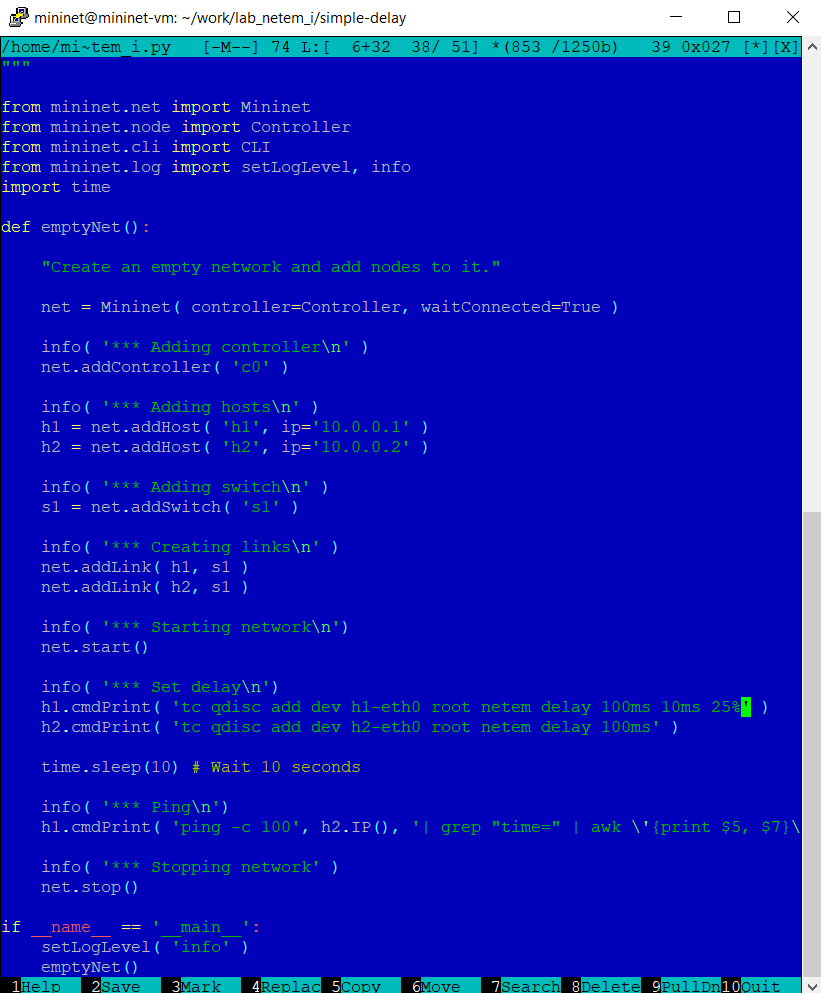 mininet@mininet-vm: ~/work/lab_netem_i/simple-delay
/home/mi~tem_i.py   [-M--] 74 L:[  6+32  38/ 51] *(853 /1250b)   39 0x027 [*][X]
"""

from mininet.net import Mininet
from mininet.node import Controller
from mininet.cli import CLI
from mininet.log import setLogLevel, info
import time

def emptyNet():

    "Create an empty network and add nodes to it."

    net = Mininet( controller=Controller, waitConnected=True )

    info( '*** Adding controller\n' )
    net.addController( 'c0' )

    info( '*** Adding hosts\n' )
    h1 = net.addHost( 'h1', ip='10.0.0.1' )
    h2 = net.addHost( 'h2', ip='10.0.0.2' )

    info( '*** Adding switch\n' )
    s1 = net.addSwitch( 's1' )

    info( '*** Creating links\n' )
    net.addLink( h1, s1 )
    net.addLink( h2, s1 )

    info( '*** Starting network\n')
    net.start()

    info( '*** Set delay\n')
    h1.cmdPrint( 'tc qdisc add dev h1-eth0 root netem delay 100ms 10ms 25%' )
    h2.cmdPrint( 'tc qdisc add dev h2-eth0 root netem delay 100ms' )

    time.sleep(10) # Wait 10 seconds

    info( '*** Ping\n')
    h1.cmdPrint( 'ping -c 100', h2.IP(), '| grep "time=" | awk \'{print $5, $7}\

    info( '*** Stopping network' )
    net.stop()

if __name__ == '__main__':
    setLogLevel( 'info' )
    emptyNet()
1Help   2Save   3Mark   4Replac 5Copy   6Move   7Search 8Delete 9PullDn 10Quit